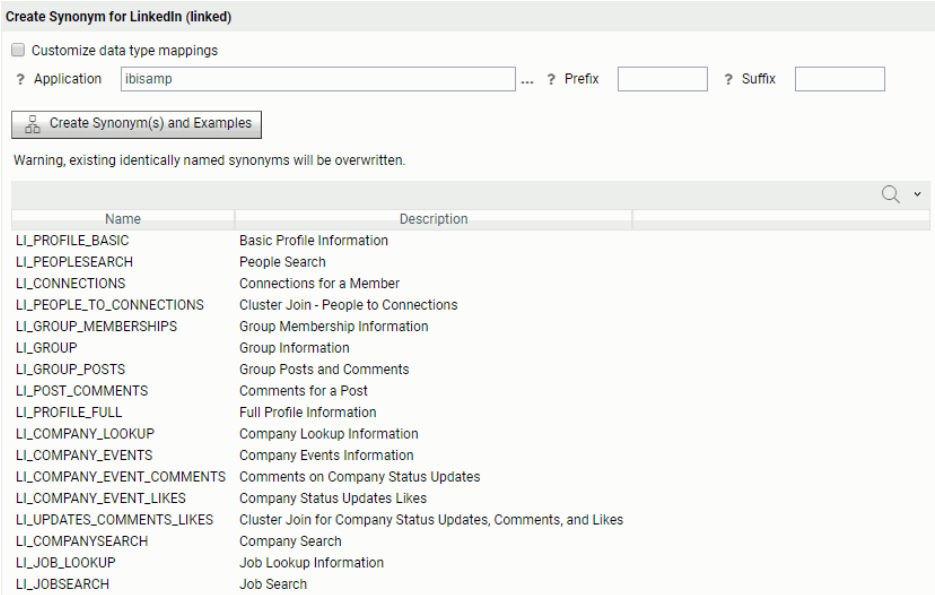 Create Synonym for LinkedIn (linked)
Customize data type mappings
? Application ibisamp ... ? Prefix ? Suffix
Create Synonym(s) and Examples
Warning, existing identically named synonyms will be overwritten.
Name Description
LI_PROFILE_BASIC Basic Profile Information
LI_PEOPLESEARCH People Search
LI_CONNECTIONS Connections for a Member
LI_PEOPLE_TO_CONNECTIONS Cluster Join - People to Connections
LI_GROUP_MEMBERSHIPS Group Membership Information
LI_GROUP Group Information
LI_GROUP_POSTS Group Posts and Comments
LI_POST_COMMENTS Comments for a Post
LI_PROFILE_FULL Full Profile Information
LI_COMPANY_LOOKUP Company Lookup Information
LI_COMPANY_EVENTS Company Events Information
LI_COMPANY_EVENT_COMMENTS Comments on Company Status Updates
LI_COMPANY_EVENT_LIKES Company Status Updates Likes
LI_UPDATES_COMMENTS_LIKES Cluster Join for Company Status Updates, Comments, and Likes
LI_COMPANYSEARCH Company Search
LI_JOB_LOOKUP Job Lookup Information
LI_JOBSEARCH Job Search